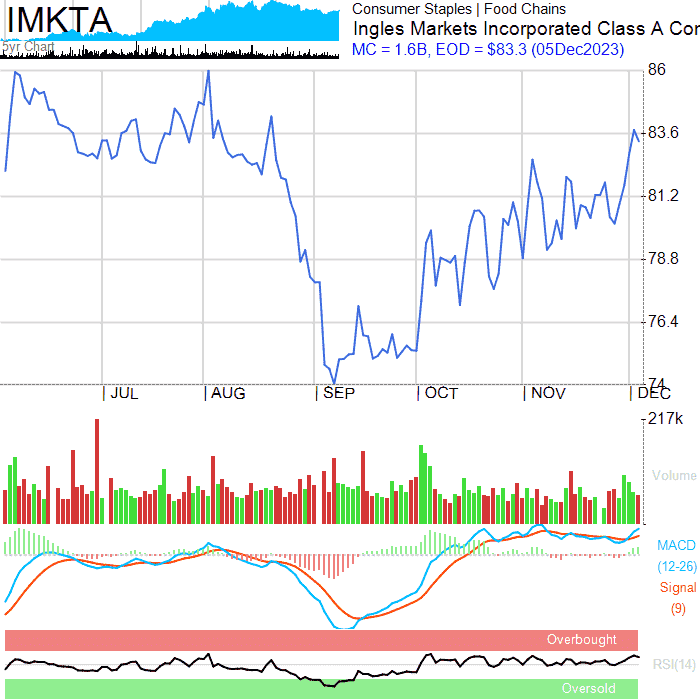 IMKTA
5yr Chart
Consumer Staples | Food Chains
Ingles Markets Incorporated Class A Cor
MC = 1.6B, EOD = $83.3 (05Dec2023)
86
83.6
81.2
78.8
76.4
74
| JUL | AUG | SEP | OCT | NOV | DEC
217k
Volume
MACD
(12-26)
Signal
(9)
Overbought
RSI(14)
Oversold